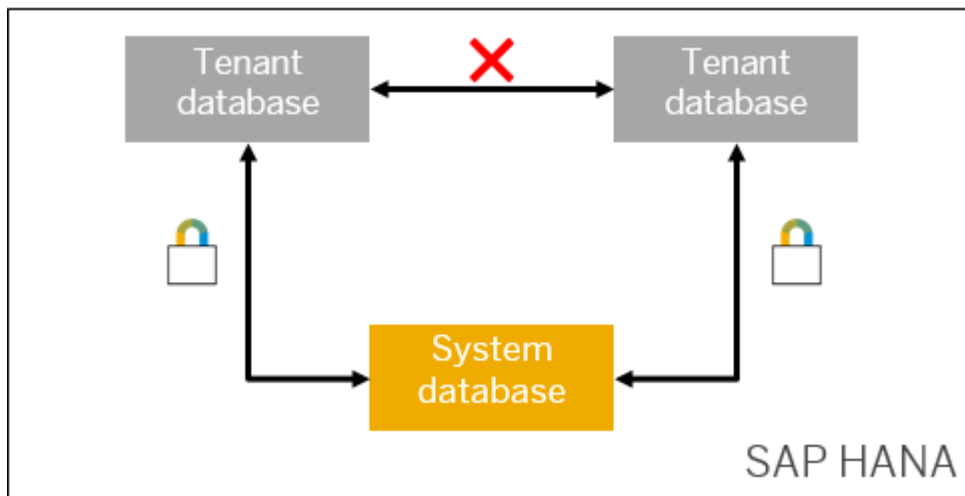 Tenant
database
Tenant
database
System
database
SAP HANA